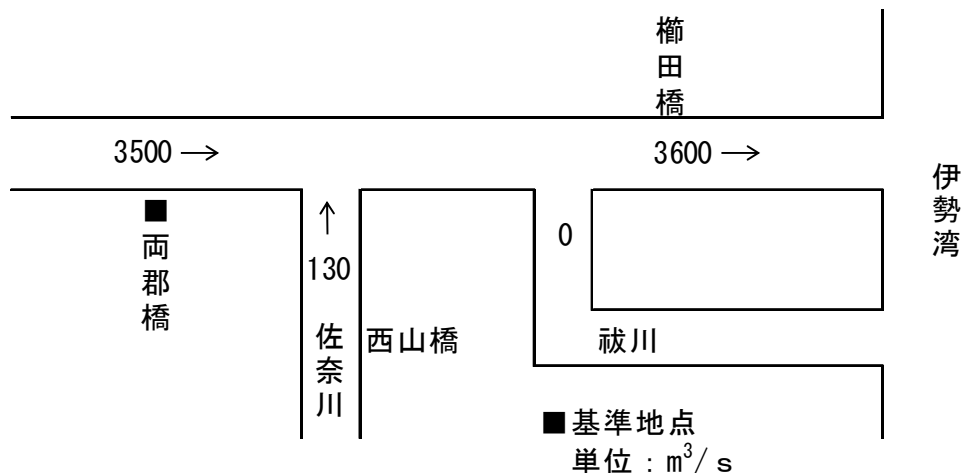 櫛田橋
3500→
3600→
伊勢湾
■両郡橋
↑
130
佐奈川
西山橋
0
祓川
■基準地点
単位：m³/s